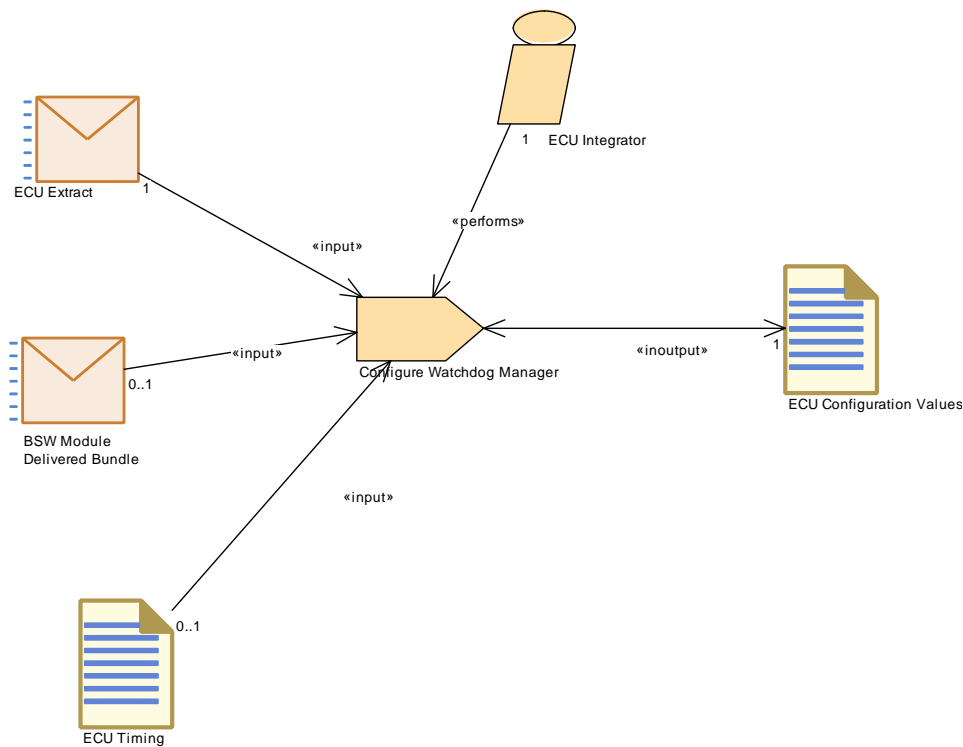 1
ECU Integrator
ECU Extract
1
«performs»
«input»
«input»
0..1
«inoutput»
1
Configure Watchdog Manager
ECU Configuration Values
BSW Module
Delivered Bundle
«input»
0..1
ECU Timing